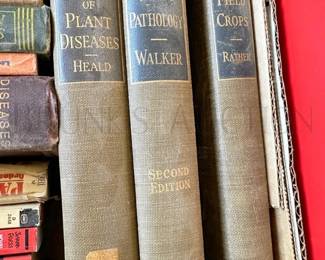 OF
PLANT
DISEASES
HEALD
PATHOLOGY
WALKER
SECOND
EDITION
FIELD
CROPS
RATHER
DISEASES